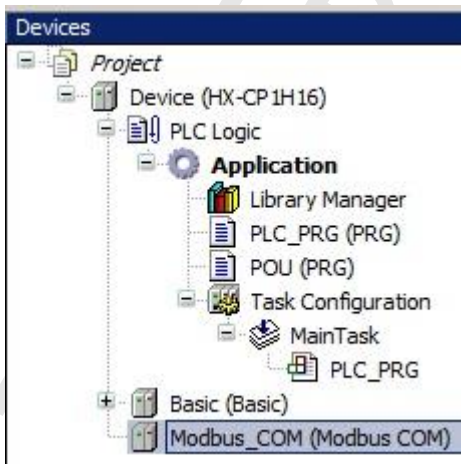 Devices
Project
Device (HX-CP1H16)
PLC Logic
Application
Library Manager
PLC_PRG (PRG)
POU (PRG)
Task Configuration
MainTask
PLC_PRG
Basic (Basic)
Modbus_COM (Modbus COM)